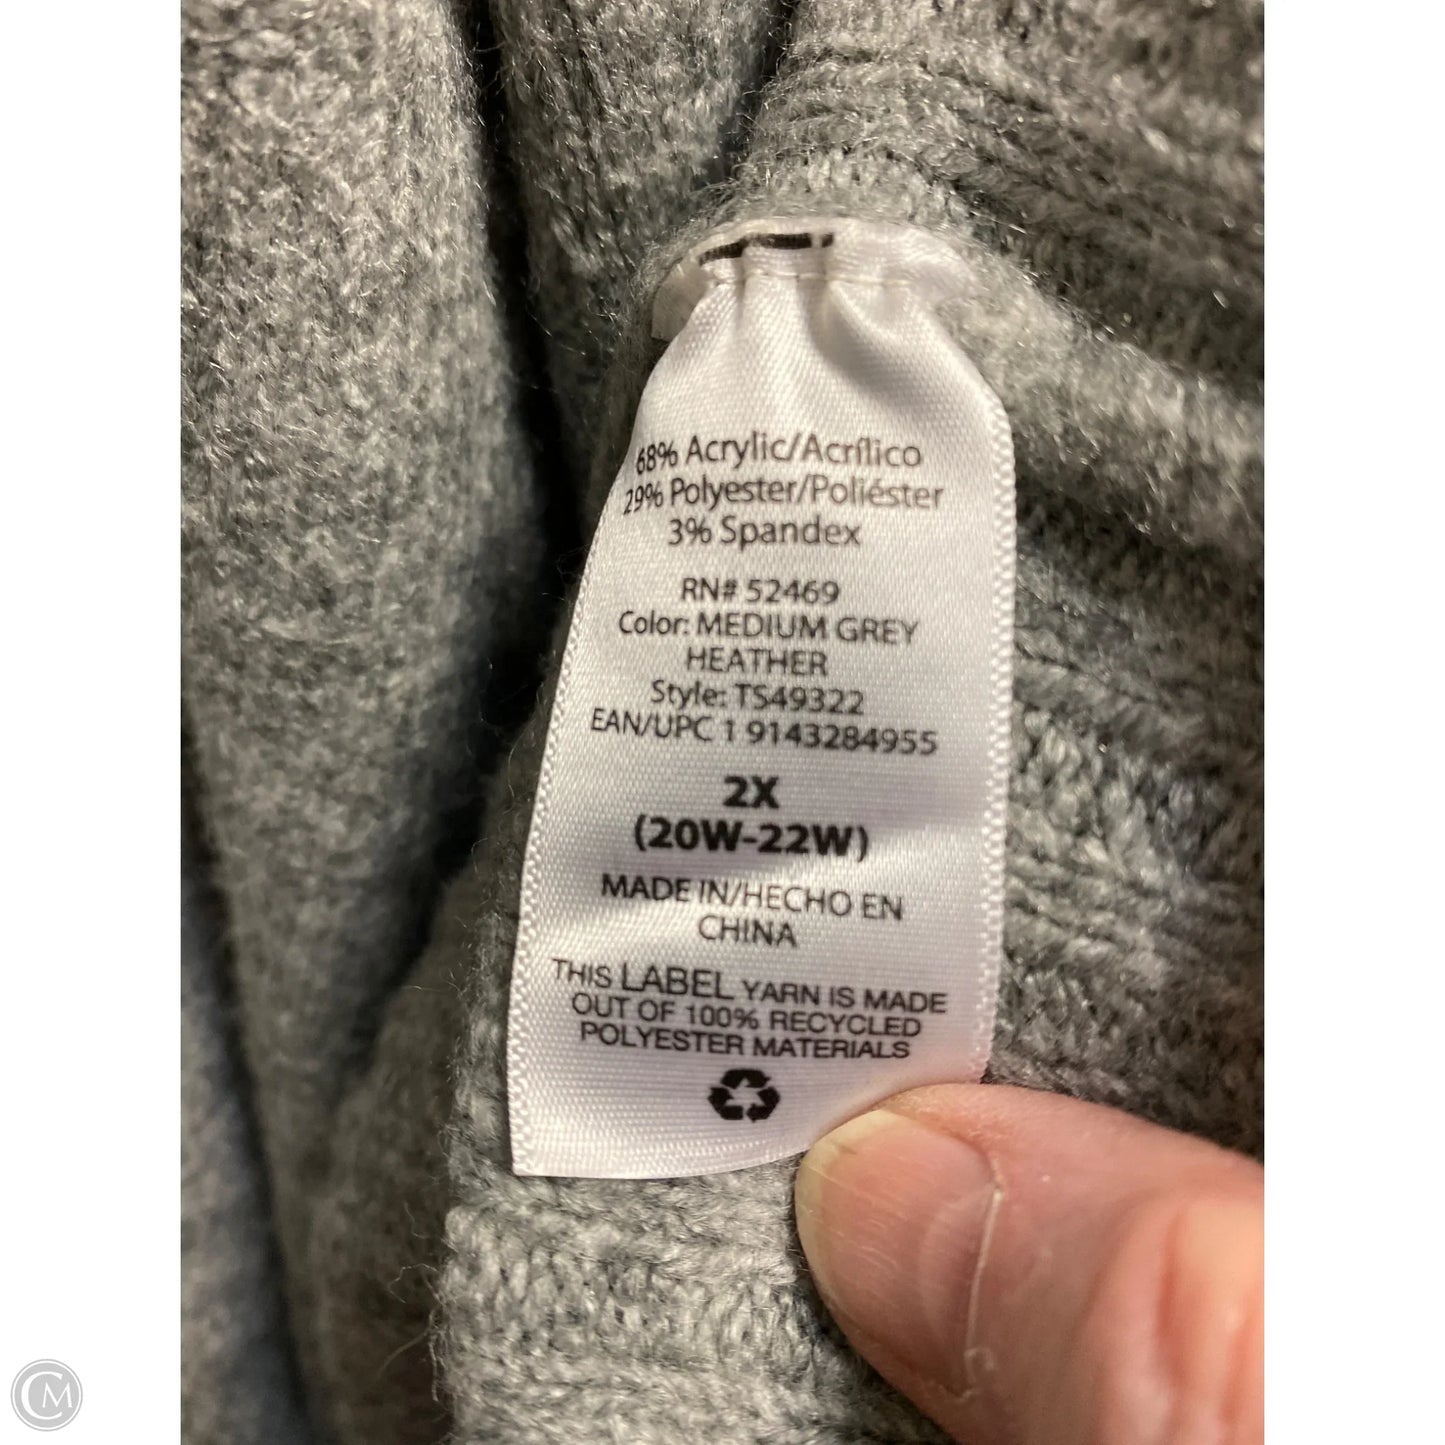 68% Acrylic/Acrílico
29% Polyester/Poliéster
3% Spandex
RN# 52469
Color: MEDIUM GREY
HEATHER
Style: TS49322
EAN/UPC 1 9143284955
2X
(20W-22W)
MADE IN/HECHO EN
CHINA
THIS LABEL YARN IS MADE
OUT OF 100% RECYCLED
POLYESTER MATERIALS
CM